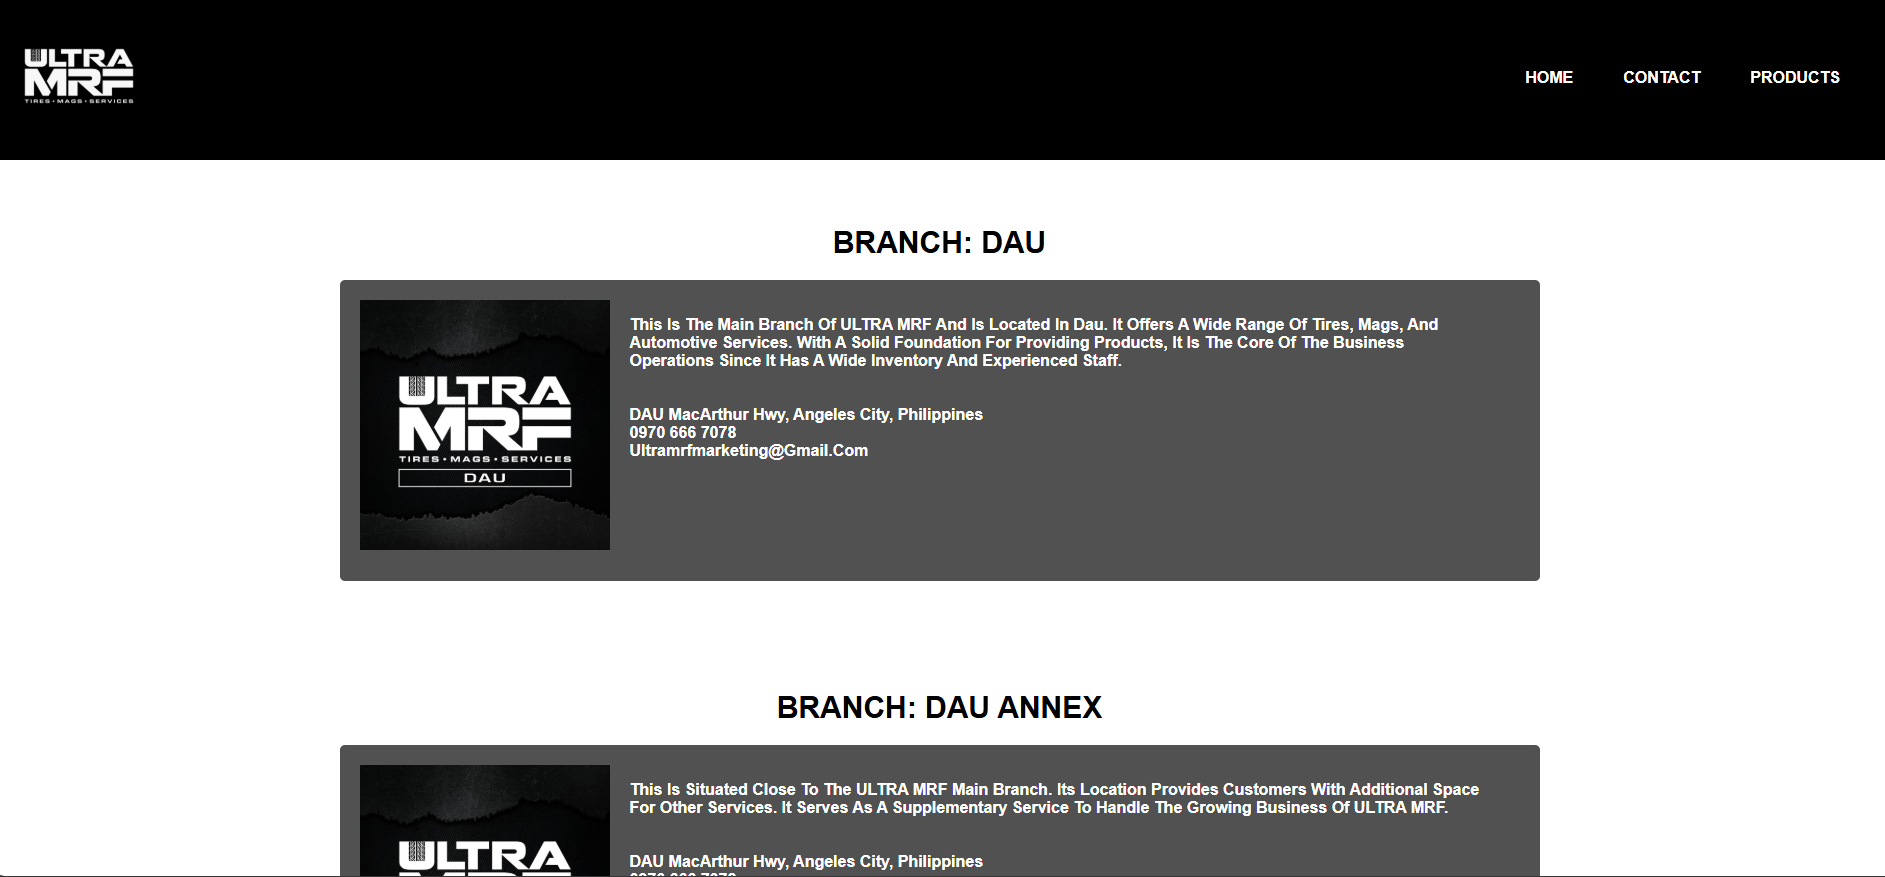 ULTRA
MRF
TIRES • MAGS • SERVICES
HOME
CONTACT
PRODUCTS
BRANCH: DAU
ULTRA
MRF
TIRES • MAGS • SERVICES
DAU
This Is The Main Branch Of ULTRA MRF And Is Located In Dau. It Offers A Wide Range Of Tires, Mags, And
Automotive Services. With A Solid Foundation For Providing Products, It Is The Core Of The Business
Operations Since It Has A Wide Inventory And Experienced Staff.
DAU MacArthur Hwy, Angeles City, Philippines
0970 666 7078
Ultramrfmarketing@Gmail.Com
BRANCH: DAU ANNEX
ULTRA
This Is Situated Close To The ULTRA MRF Main Branch. Its Location Provides Customers With Additional Space
For Other Services. It Serves As A Supplementary Service To Handle The Growing Business Of ULTRA MRF.
DAU MacArthur Hwy, Angeles City, Philippines